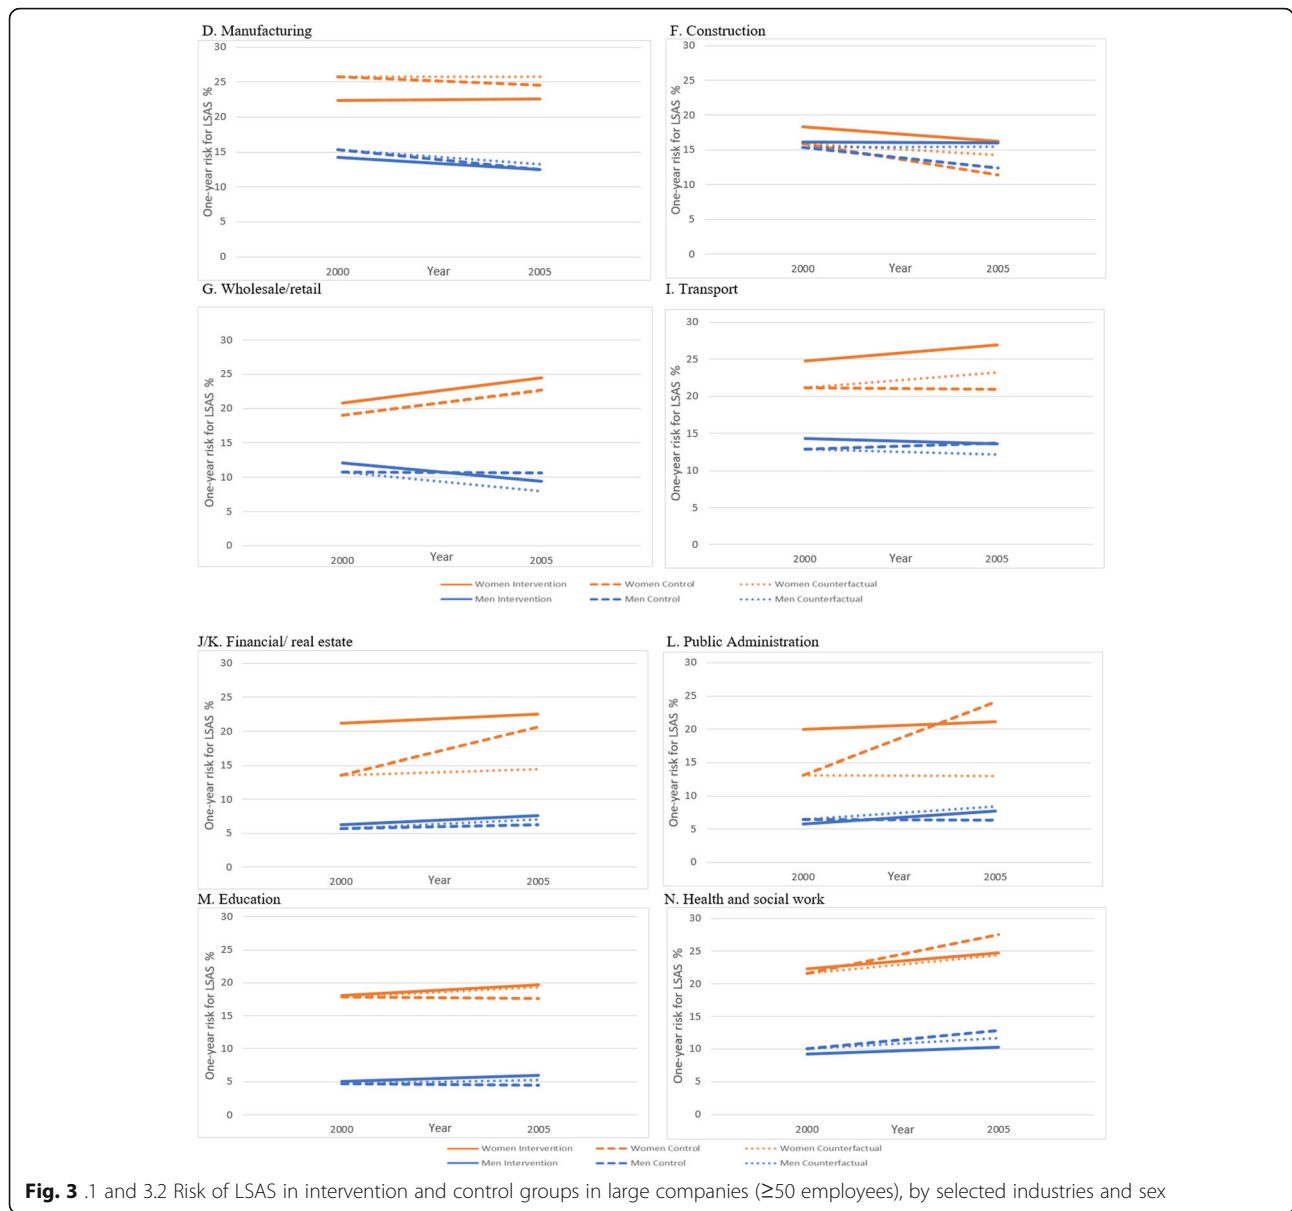 D. Manufacturing
30
25
20
15
10
5
0
One-year risk for LSAS %
2000 Year 2005
F. Construction
30
25
20
15
10
5
0
One-year risk for LSAS %
2000 Year 2005
G. Wholesale/retail
30
25
20
15
10
5
0
One-year risk for LSAS %
2000 Year 2005
I. Transport
30
25
20
15
10
5
0
One-year risk for LSAS %
2000 Year 2005
Women Intervention Women Control Women Counterfactual
Men Intervention Men Control Men Counterfactual
J/K. Financial/ real estate
30
25
20
15
10
5
0
One-year risk for LSAS %
2000 Year 2005
L. Public Administration
30
25
20
15
10
5
0
One-year risk for LSAS %
2000 Year 2005
M. Education
30
25
20
15
10
5
0
One-year risk for LSAS %
2000 Year 2005
N. Health and social work
30
25
20
15
10
5
0
One-year risk for LSAS %
2000 Year 2005
Women Intervention Women Control Women Counterfactual
Men Intervention Men Control Men Counterfactual
Fig. 3 .1 and 3.2 Risk of LSAS in intervention and control groups in large companies (≥50 employees), by selected industries and sex